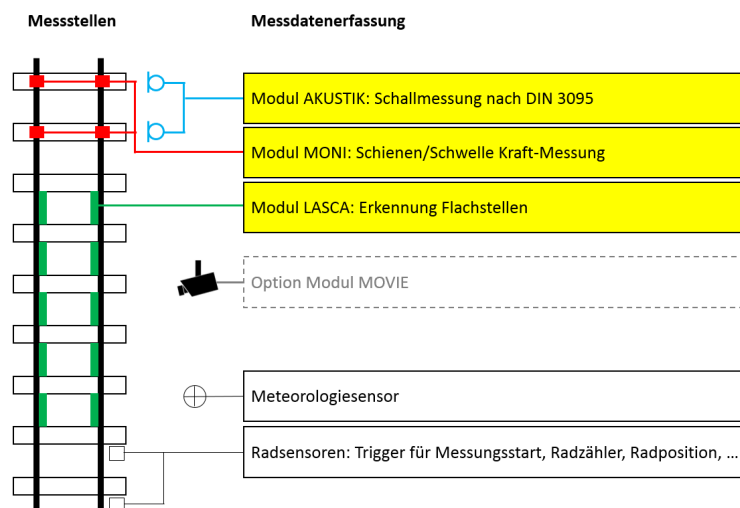 Messstellen
Messdatenerfassung
Modul AKUSTIK: Schallmessung nach DIN 3095
Modul MONI: Schienen/Schwelle Kraft-Messung
Modul LASCA: Erkennung Flachstellen
Option Modul MOVIE
Meteorologiesensor
Radsensoren: Trigger für Messungsstart, Radzähler, Radposition, ...